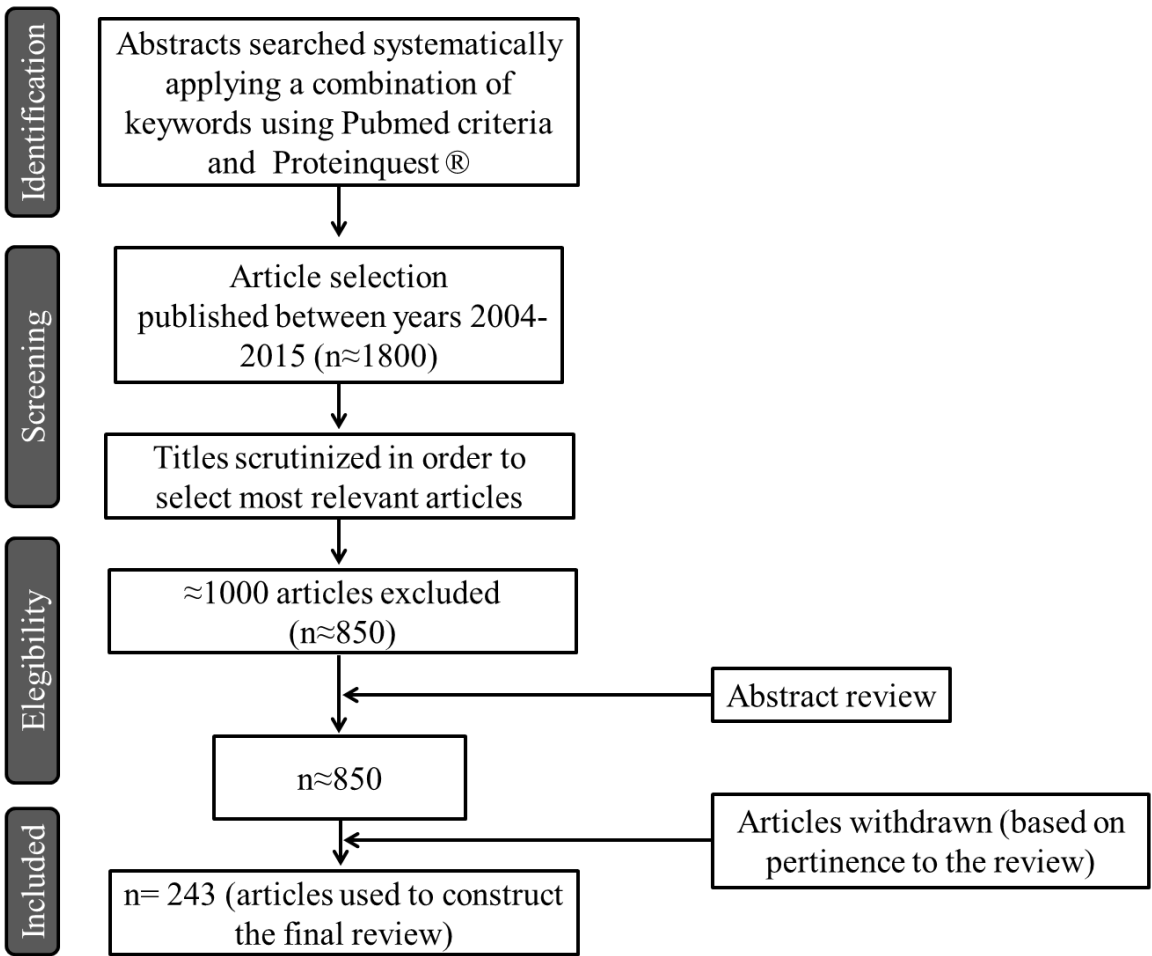 Identification
Abstracts searched systematically
applying a combination of
keywords using Pubmed criteria
and Proteinquest ®
Screening
Article selection
published between years 2004-
2015 (n≈1800)
Titles scrutinized in order to
select most relevant articles
Elegibility
≈1000 articles excluded
(n≈850)
Abstract review
n≈850
Included
Articles withdrawn (based on
pertinence to the review)
n= 243 (articles used to construct
the final review)